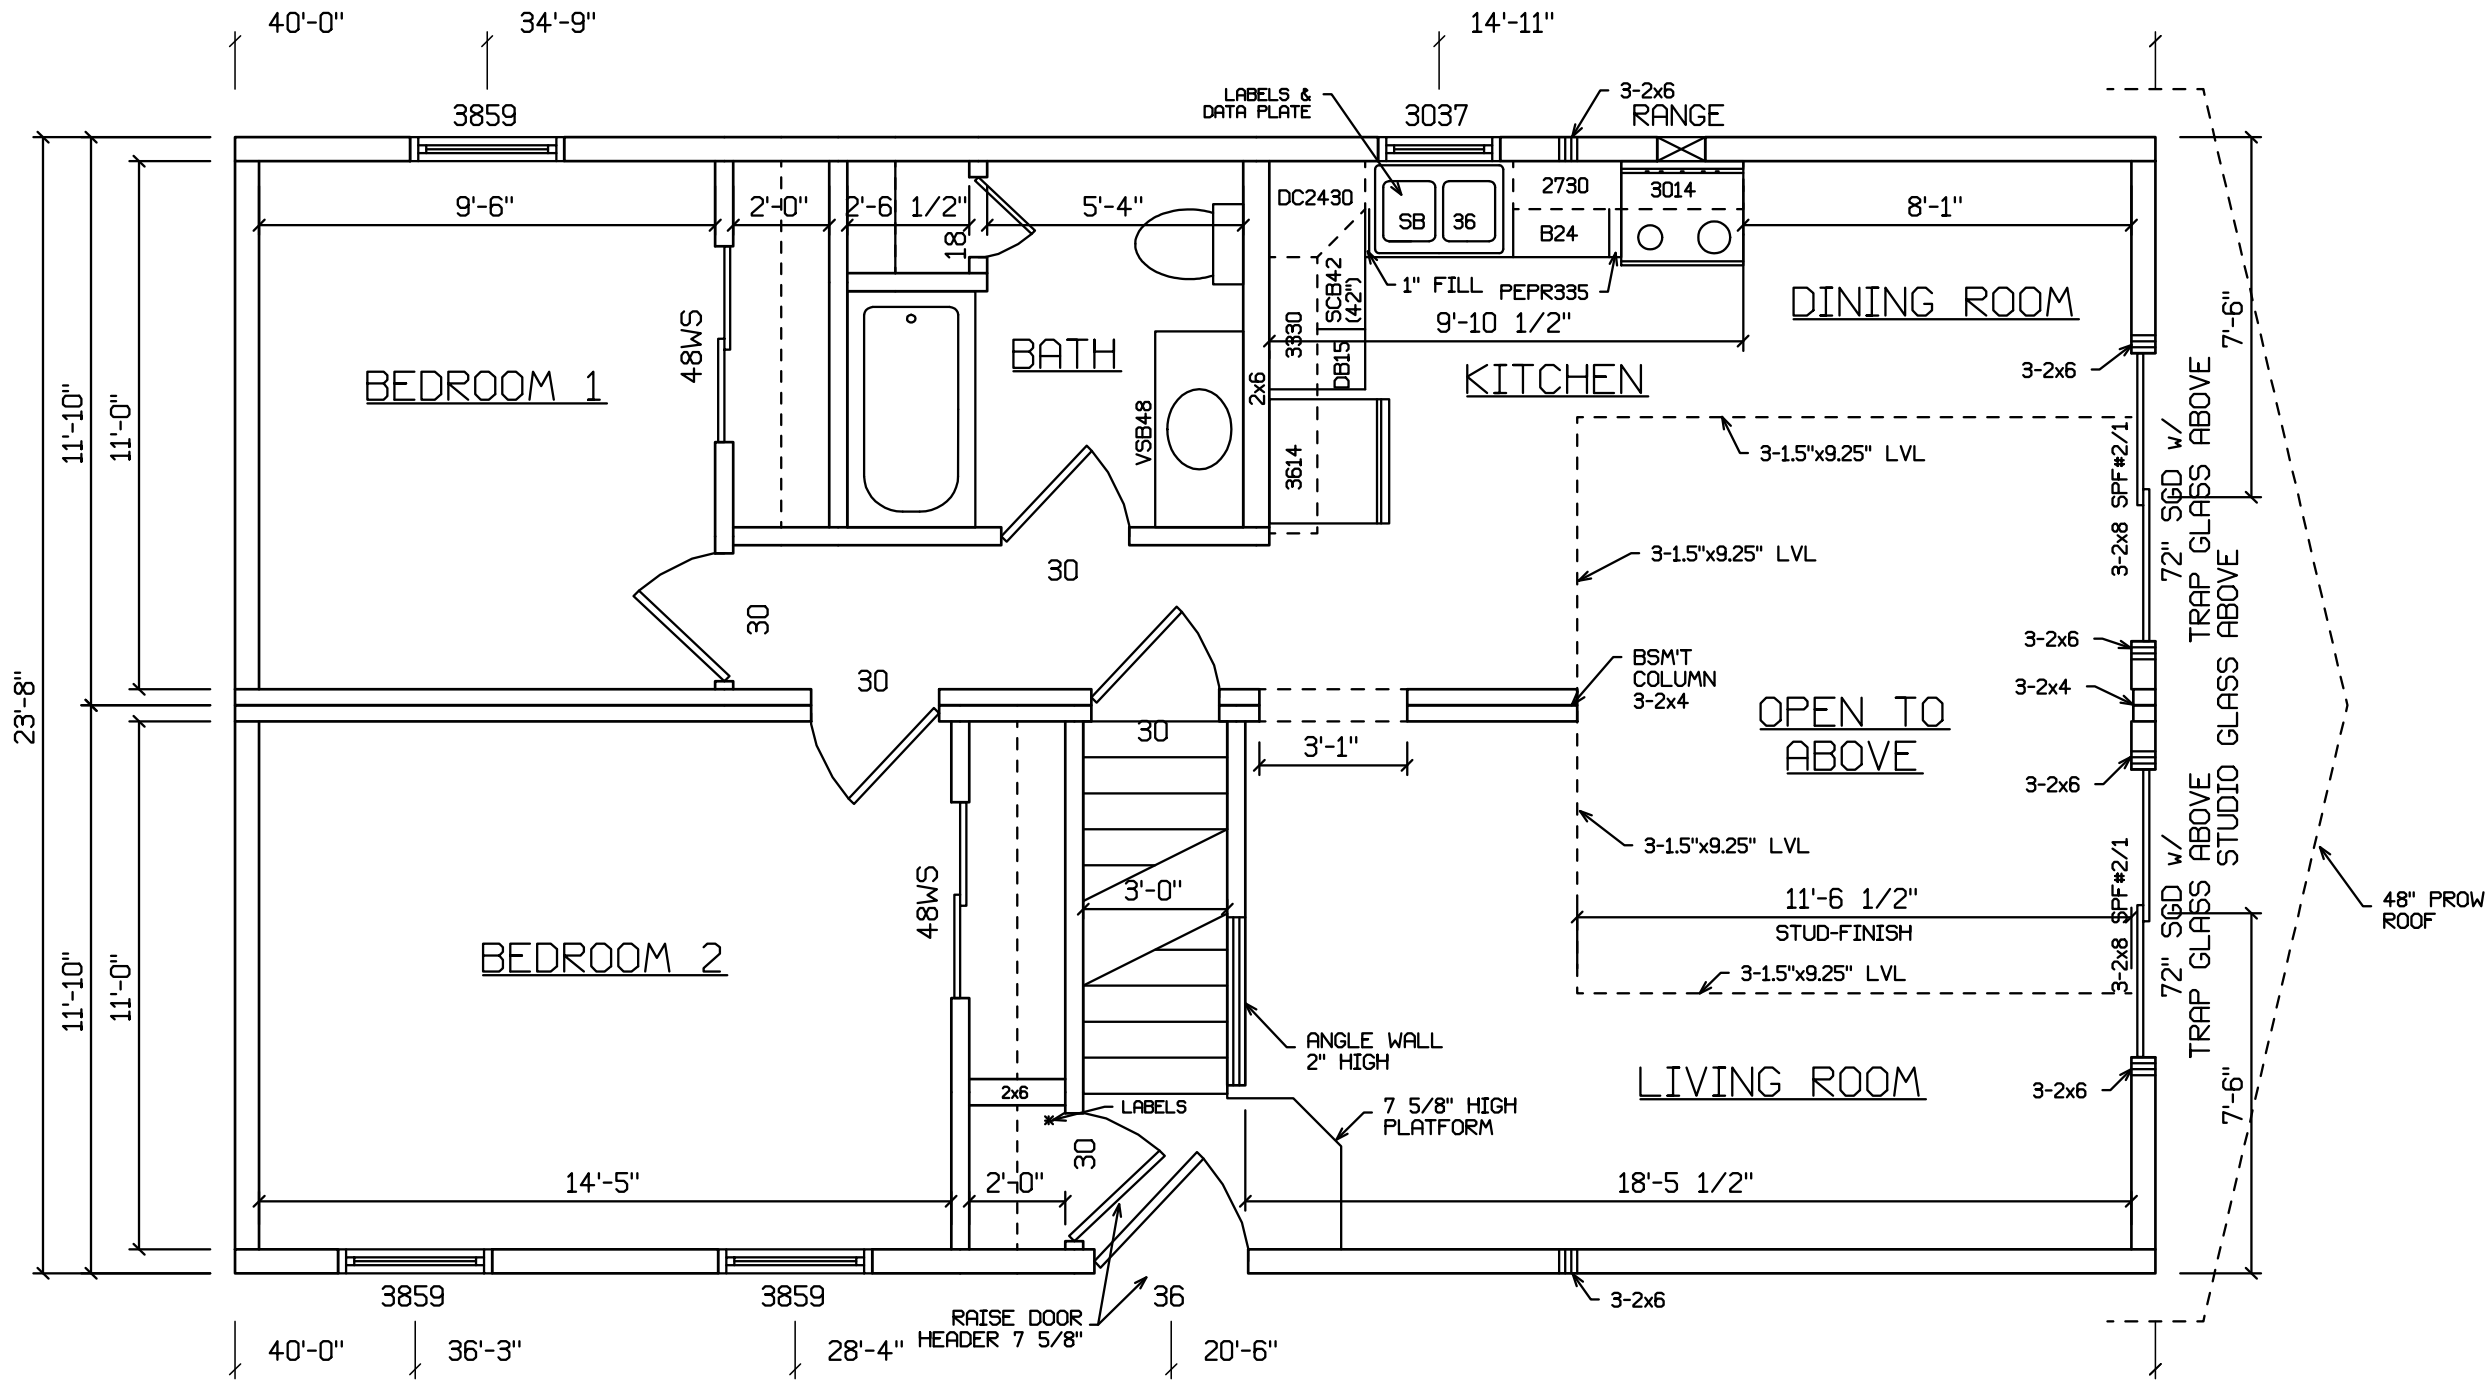 40'-0"
34'-9"
14'-11"
3859
LABELS &
DATA PLATE
3037
3-2x6
RANGE
9'-6"
2'-0"
2'-6 1/2"
18
5'-4"
DC2430
SB 36
2730
B24
3014
8'-1"
1" FILL
PEPR335
SCB42
(42")
3330
DB15
9'-10 1/2"
DINING ROOM
7'-6"
48WS
BATH
BEDROOM 1
2x6
VSB48
3614
KITCHEN
3-2x6
11'-10"
11'-0"
3-1.5"x9.25" LVL
3-2x8 SPF#2/1
72" SGD w/
TRAP GLASS ABOVE
3-1.5"x9.25" LVL
30
30
30
23'-8"
BSM'T
COLUMN
3-2x4
3-2x6
3-2x4
OPEN TO
ABOVE
STUDIO GLASS ABOVE
30
3'-1"
3-2x6
3-1.5"x9.25" LVL
3-2x8 SPF#2/1
72" SGD w/
TRAP GLASS ABOVE
48WS
3'-0"
11'-6 1/2"
STUD-FINISH
48" PROW
ROOF
BEDROOM 2
11'-10"
11'-0"
3-1.5"x9.25" LVL
ANGLE WALL
2" HIGH
LIVING ROOM
3-2x6
7'-6"
2x6
LABELS
7 5/8" HIGH
PLATFORM
30
14'-5"
2'-0"
18'-5 1/2"
3859
3859
36
3-2x6
RAISE DOOR
HEADER 7 5/8"
40'-0"
36'-3"
28'-4"
20'-6"